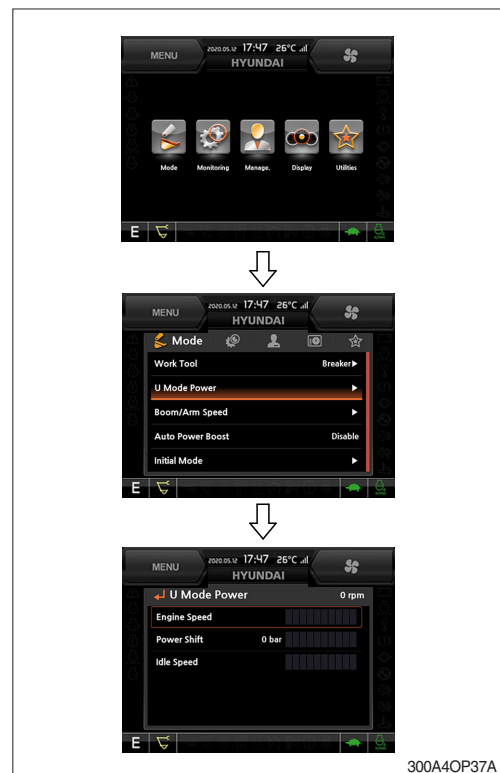 MENU 2020.05.12 17:47 26°C
HYUNDAI
Mode Monitoring Manage. Display Utilities
E
MENU 2020.05.12 17:47 26°C
HYUNDAI
Mode
Work Tool Breaker▶
U Mode Power ▶
Boom/Arm Speed ▶
Auto Power Boost Disable
Initial Mode ▶
E
MENU 2020.05.12 17:47 26°C
HYUNDAI
U Mode Power 0 rpm
Engine Speed
Power Shift 0 bar
Idle Speed
E
300A4OP37A